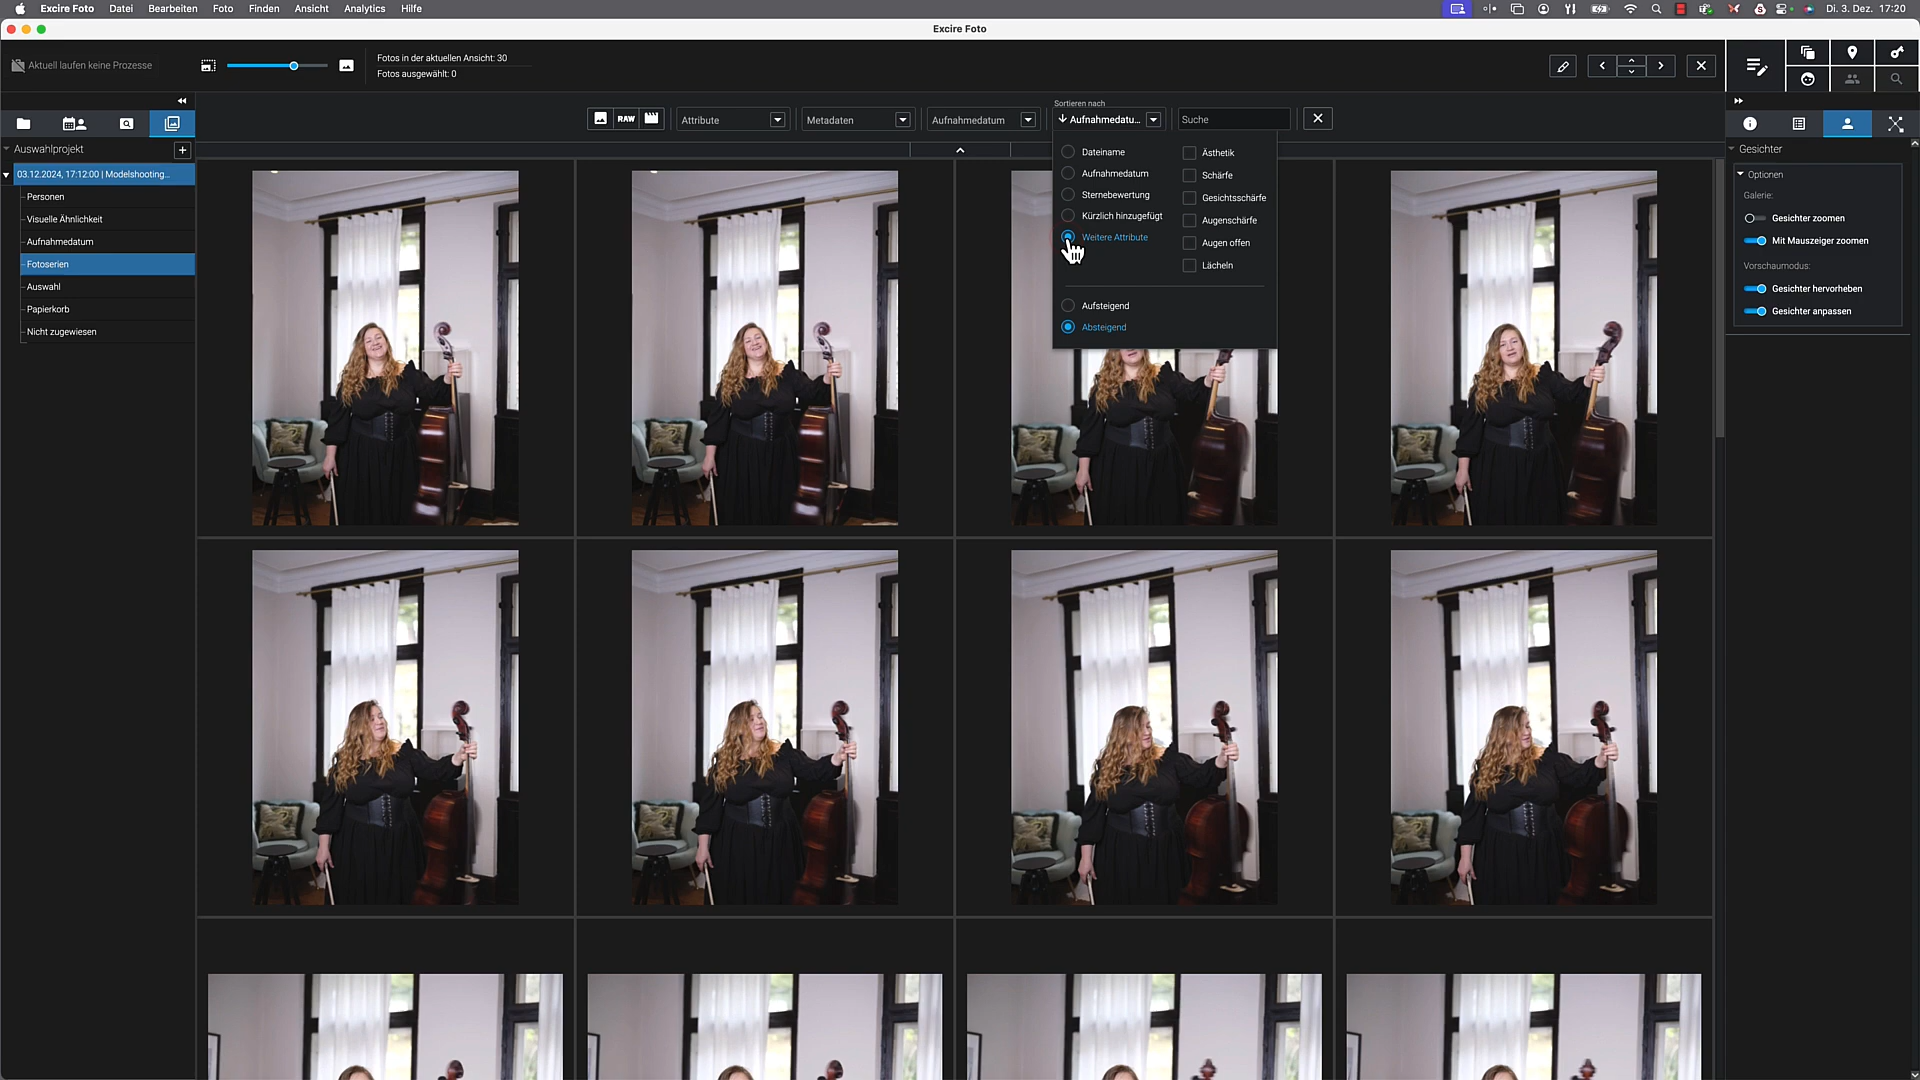 Excire Foto Datei Bearbeiten Foto Finden Ansicht Analytics Hilfe Di. 3. Dez. 17:20
Excire Foto
Aktuell laufen keine Prozesse
Fotos in der aktuellen Ansicht: 30
Fotos ausgewählt: 0
Sortieren nach
RAW Attribute Metadaten Aufnahmedatum Aufnahmedatu... Suche
Auswahlprojekt
03.12.2024, 17:12:00 | Modelshooting...
Personen
Visuelle Ähnlichkeit
Aufnahmedatum
Fotoserien
Auswahl
Papierkorb
Nicht zugewiesen
Dateiname
Aufnahmedatum
Sternebewertung
Kürzlich hinzugefügt
Weitere Attribute
Ästhetik
Schärfe
Gesichtsschärfe
Augenschärfe
Augen offen
Lächeln
Aufsteigend
Absteigend
Gesichter
Optionen
Galerie:
Gesichter zoomen
Mit Mauszeiger zoomen
Vorschaumodus:
Gesichter hervorheben
Gesichter anpassen